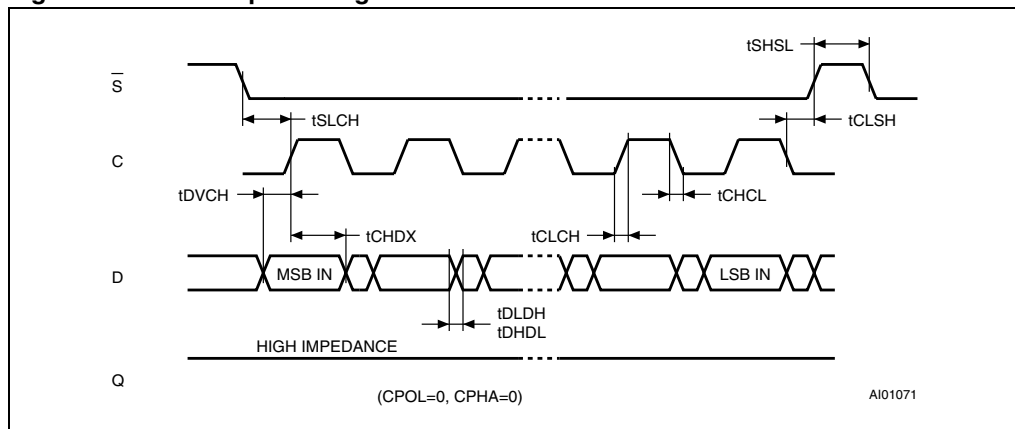 tSHSL
S
tSLCH
tCLSH
C
tDVCH
tCHCL
tCHDX
tCLCH
D
MSB IN
LSB IN
tDLDH
tDHDL
HIGH IMPEDANCE
Q
(CPOL=0, CPHA=0)
AI01071